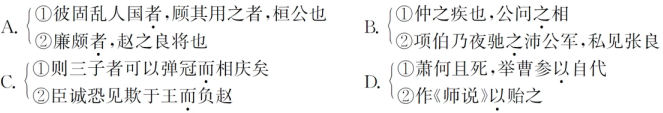 A.{①彼固乱人国者,顾其用之者,桓公也 B.{①仲之疾也,公问之相
②廉颇者,赵之良将也 ②项伯乃夜驰之沛公军,私见张良
C.{①则三子者可以弹冠而相庆矣 D.{①萧何且死,举曹参以自代
②臣诚恐见欺于王而负赵 ②作《师说》以贻之